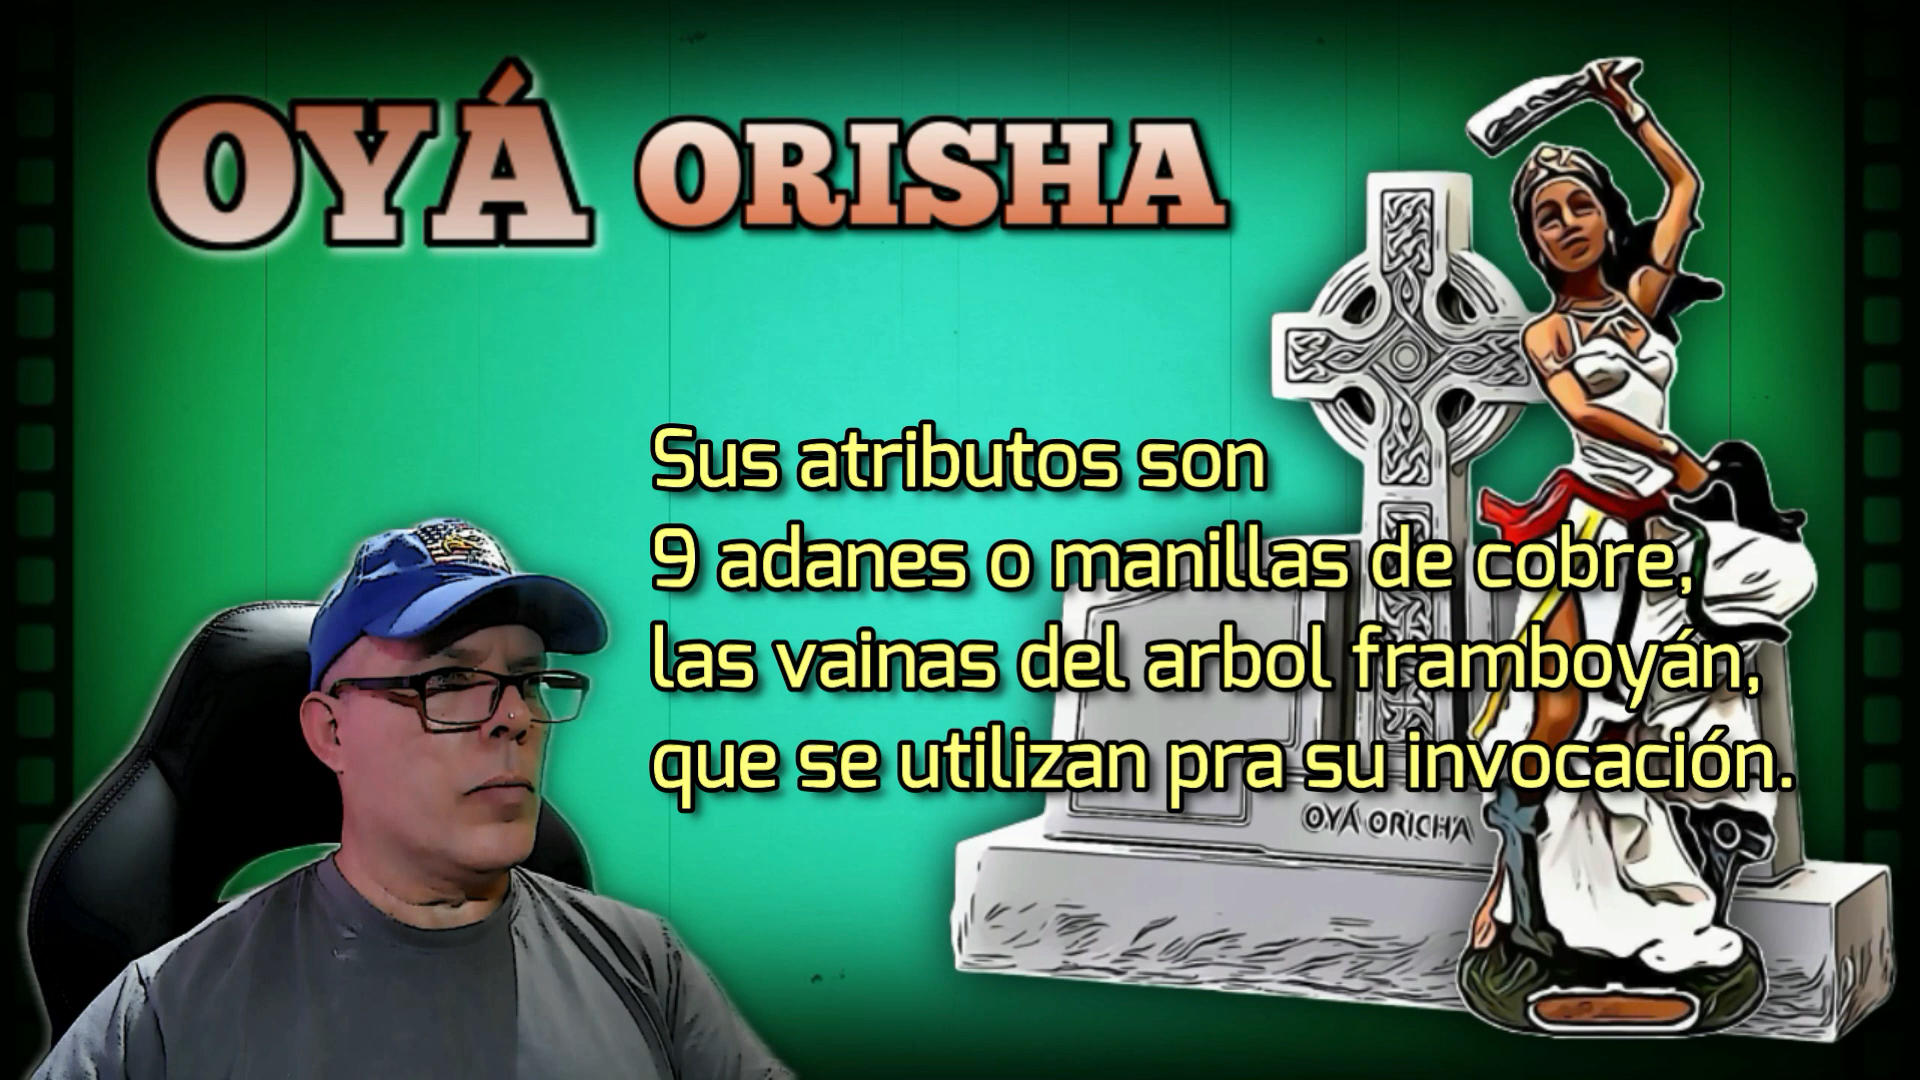 OYÁ ORISHA
Sus atributos son
9 adanes o manillas de cobre,
las vainas del arbol framboyán,
que se utilizan pra su invocación.
OYÁ ORICHA